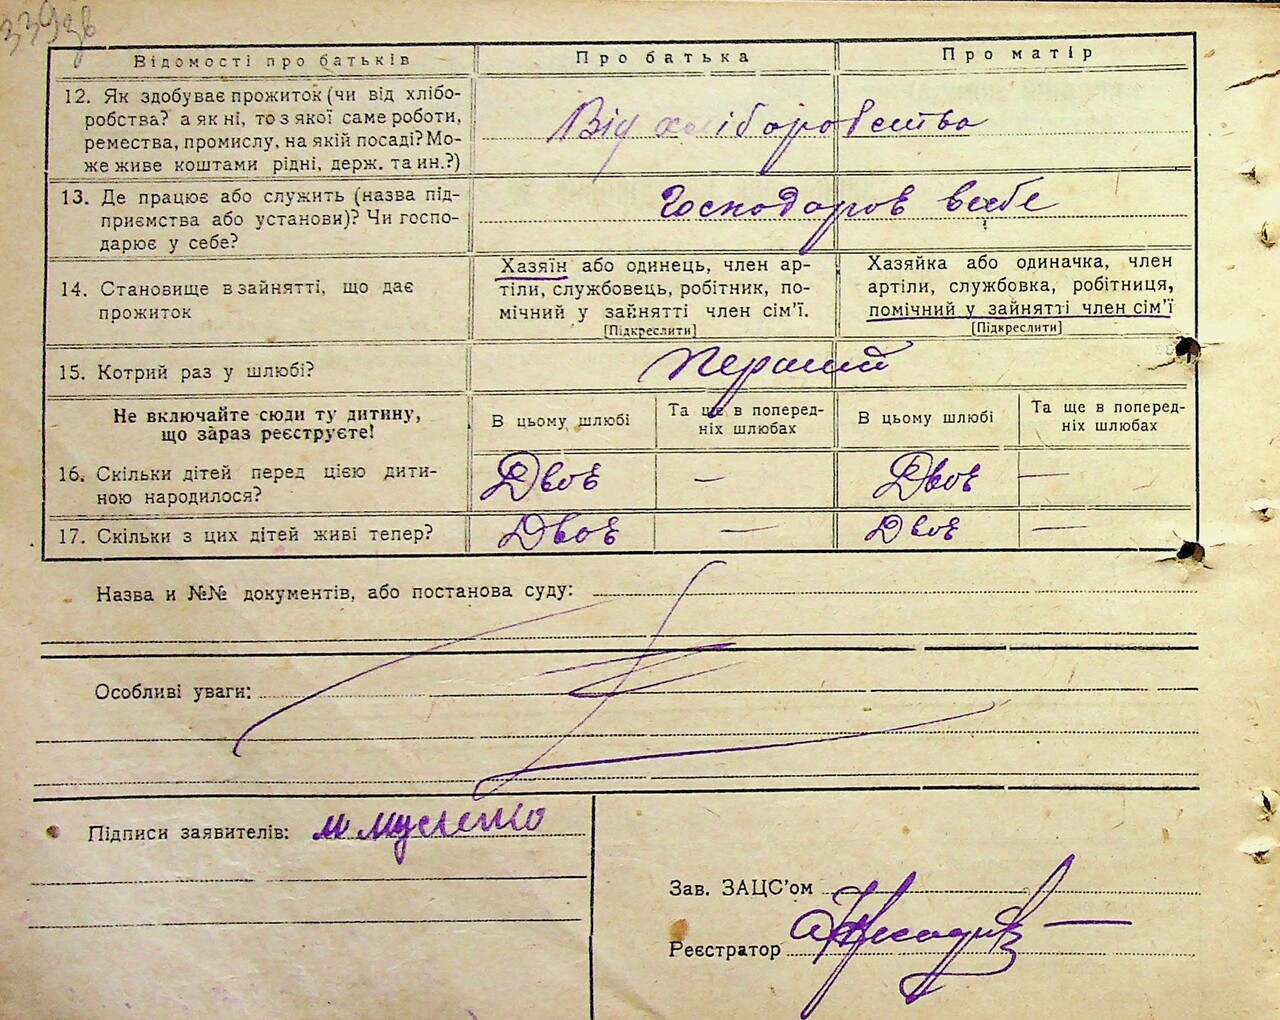 339зв
Відомості про батьків
Про батька
Про матір
12. Як здобуває прожиток (чи від хлібо-
робства? а як ні, то з якої саме роботи,
ремества, промислу, на якій посаді? Мо-
же живе коштами рідні, держ. та ин.?)
Від хліборобства
13. Де працює або служить (назва під-
приємства або установи)? Чи госпо-
дарює у себе?
Господаров всебе
14. Становище в зайнятті, що дає
прожиток
Хазяїн або одинець, член ар-
тіли, службовець, робітник, по-
мічний у зайнятті член сім'ї.
[Підкреслити]
Хазяйка або одиначка, член
артіли, службовка, робітниця,
помічний у зайнятті член сім'ї
[Підкреслити]
15. Котрий раз у шлюбі?
Перший
Не включайте сюди ту дитину,
що зараз реєструєте!
В цьому шлюбі
Та ще в поперед-
ніх шлюбах
В цьому шлюбі
Та ще в поперед-
ніх шлюбах
16. Скільки дітей перед цією дити-
ною народилося?
Двоє — Двоє —
17. Скільки з цих дітей живі тепер?
Двоє — Двоє —
Назва и №№ документів, або постанова суду:
Особливі уваги:
Підписи заявителів:
Зав. ЗАЦС'ом
Реєстратор